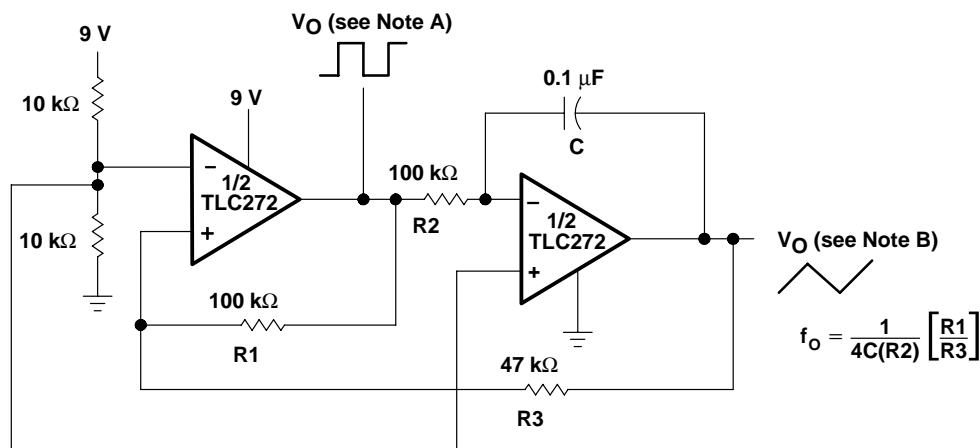 VO (see Note A)
9 V
10 kΩ
9 V
0.1 μF
C
−
1/2
TLC272
+
100 kΩ
R2
−
1/2
TLC272
+
10 kΩ
VO (see Note B)
100 kΩ
R1
fO = 1/4C(R2) [R1/R3]
47 kΩ
R3